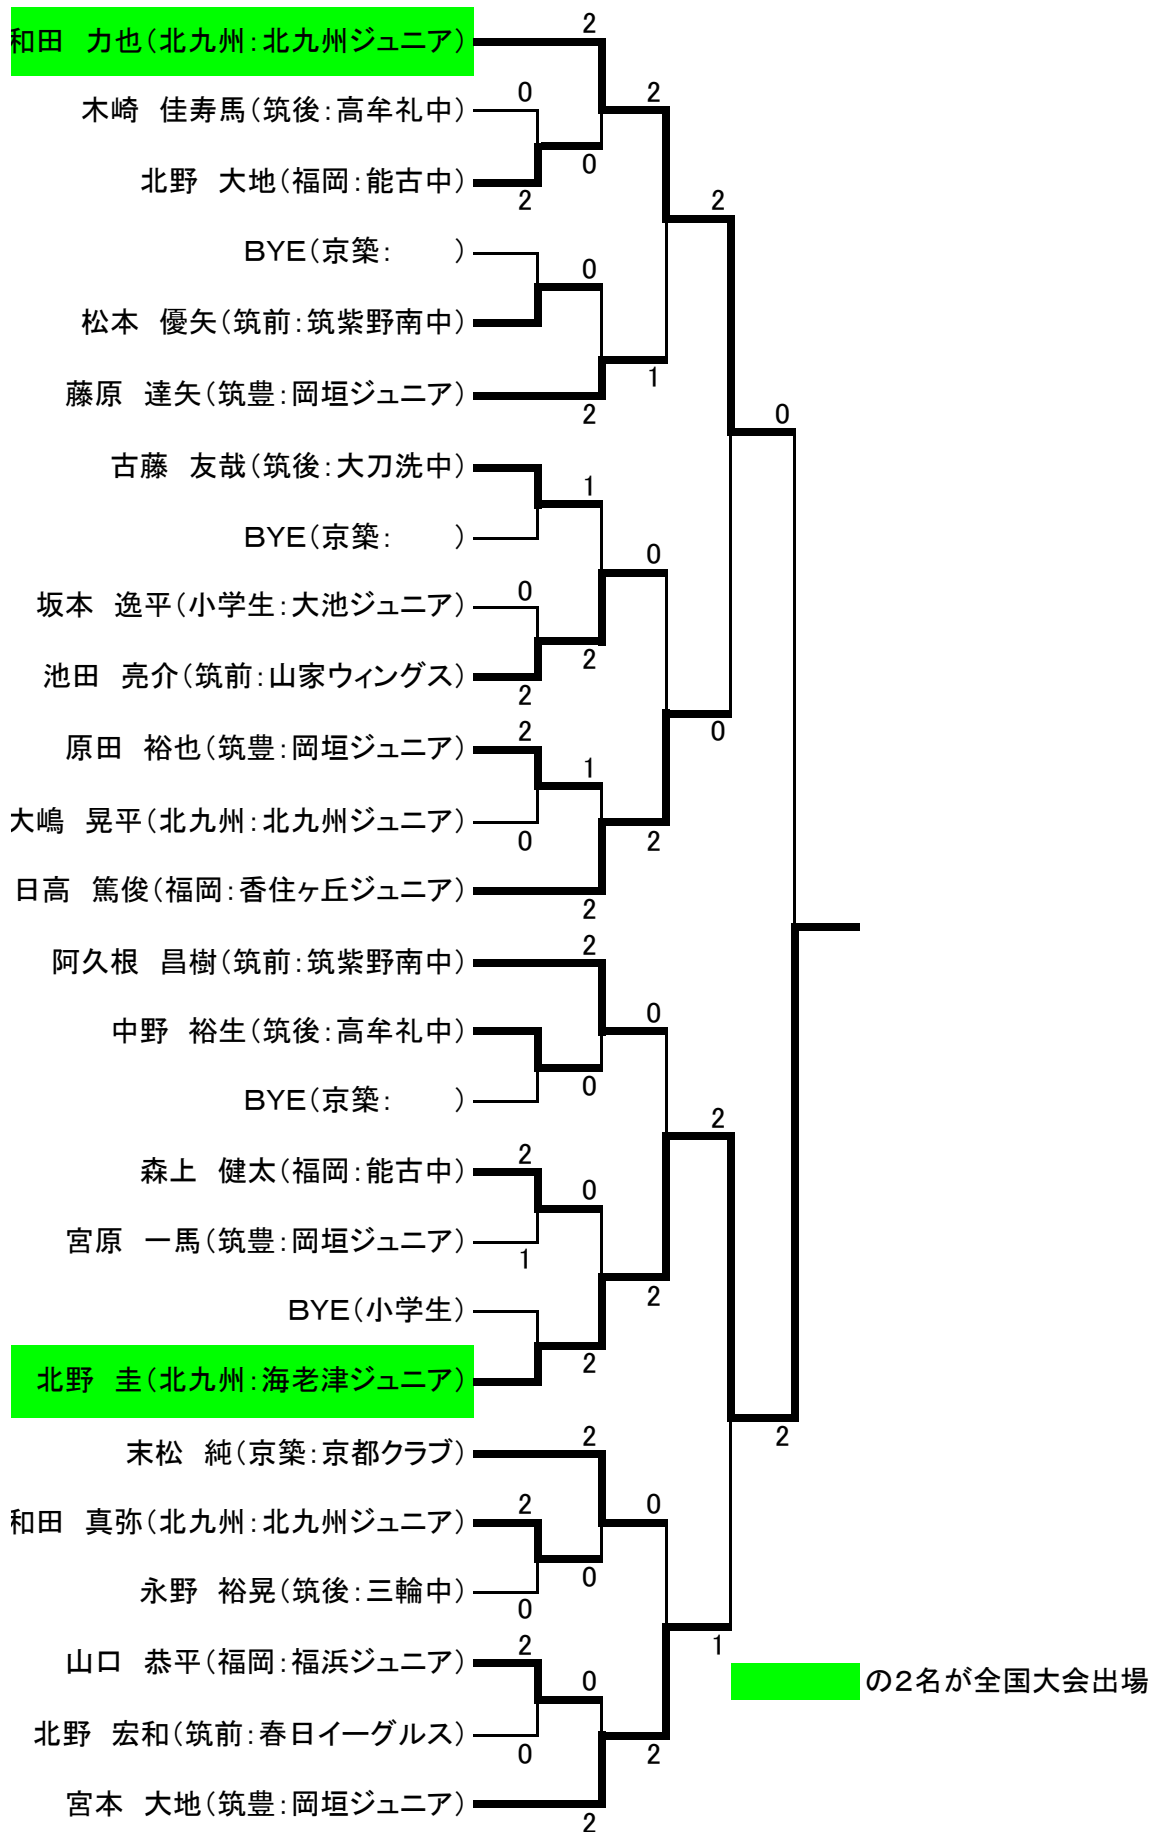 2
和田　力也(北九州:北九州ジュニア)
0
2
木崎　佳寿馬(筑後:高牟礼中)
0
北野　大地(福岡:能古中)
2
2
BYE(京築:　　)
0
松本　優矢(筑前:筑紫野南中)
1
藤原　達矢(筑豊:岡垣ジュニア)
2
0
古藤　友哉(筑後:大刀洗中)
1
BYE(京築:　　)
0
坂本　逸平(小学生:大池ジュニア)
0
2
池田　亮介(筑前:山家ウィングス)
2
原田　裕也(筑豊:岡垣ジュニア)
2
0
1
大嶋　晃平(北九州:北九州ジュニア)
0
2
日高　篤俊(福岡:香住ヶ丘ジュニア)
2
阿久根　昌樹(筑前:筑紫野南中)
2
0
中野　裕生(筑後:高牟礼中)
0
BYE(京築:　　)
2
森上　健太(福岡:能古中)
2
0
宮原　一馬(筑豊:岡垣ジュニア)
1
2
BYE(小学生)
2
北野　圭(北九州:海老津ジュニア)
2
2
末松　純(京築:京都クラブ)
2
0
和田　真弥(北九州:北九州ジュニア)
0
永野　裕晃(筑後:三輪中)
0
2
1
山口　恭平(福岡:福浜ジュニア)
0
の2名が全国大会出場
北野　宏和(筑前:春日イーグルス)
0
2
宮本　大地(筑豊:岡垣ジュニア)
2